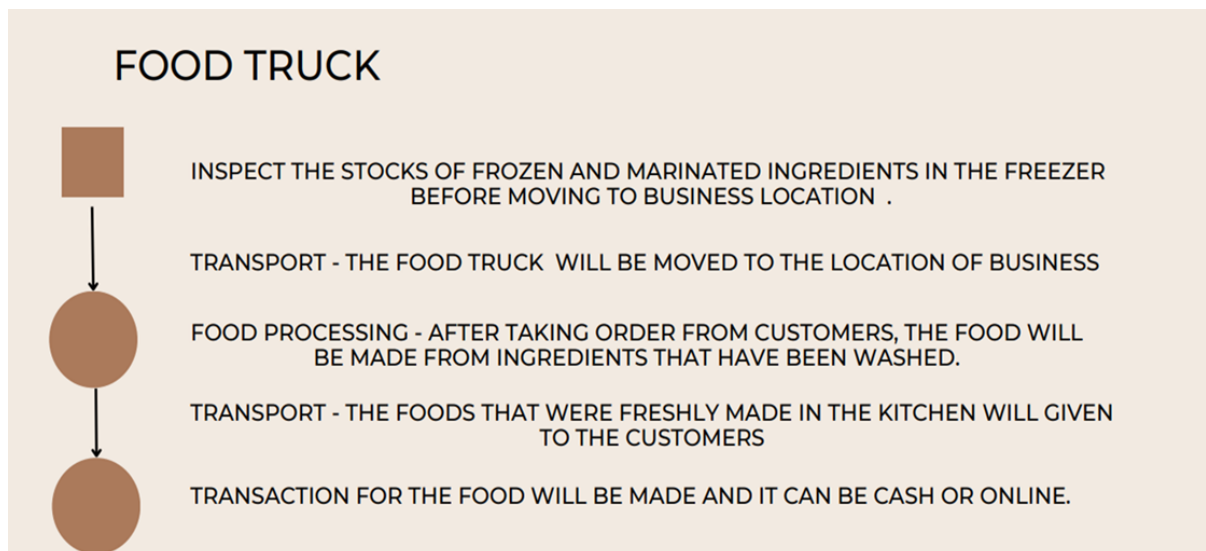 FOOD TRUCK
INSPECT THE STOCKS OF FROZEN AND MARINATED INGREDIENTS IN THE FREEZER
BEFORE MOVING TO BUSINESS LOCATION .
TRANSPORT - THE FOOD TRUCK WILL BE MOVED TO THE LOCATION OF BUSINESS
FOOD PROCESSING - AFTER TAKING ORDER FROM CUSTOMERS, THE FOOD WILL
BE MADE FROM INGREDIENTS THAT HAVE BEEN WASHED.
TRANSPORT - THE FOODS THAT WERE FRESHLY MADE IN THE KITCHEN WILL GIVEN
TO THE CUSTOMERS
TRANSACTION FOR THE FOOD WILL BE MADE AND IT CAN BE CASH OR ONLINE.